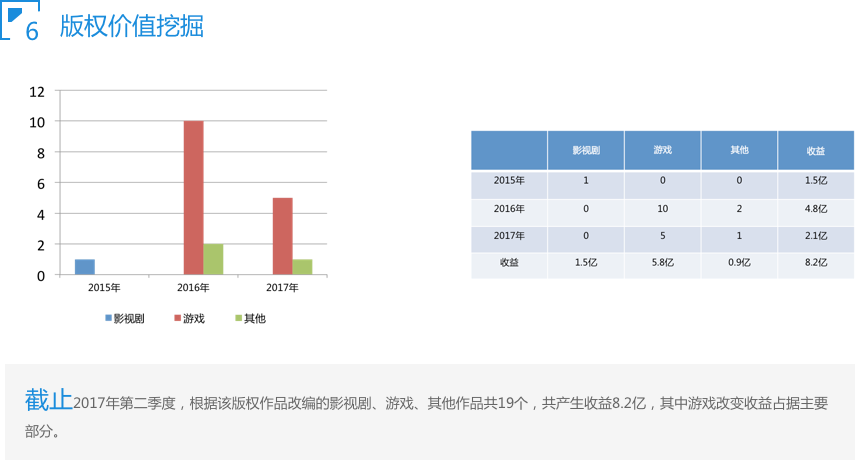 6 版权价值挖掘
12
10
8
6
4
2
0
2015年 2016年 2017年
影视剧 游戏 其他
影视剧 游戏 其他 收益
2015年 1 0 0 1.5亿
2016年 0 10 2 4.8亿
2017年 0 5 1 2.1亿
收益 1.5亿 5.8亿 0.9亿 8.2亿
截止2017年第二季度，根据该版权作品改编的影视剧、游戏、其他作品共19个，共产生收益8.2亿，其中游戏改变收益占据主要
部分。